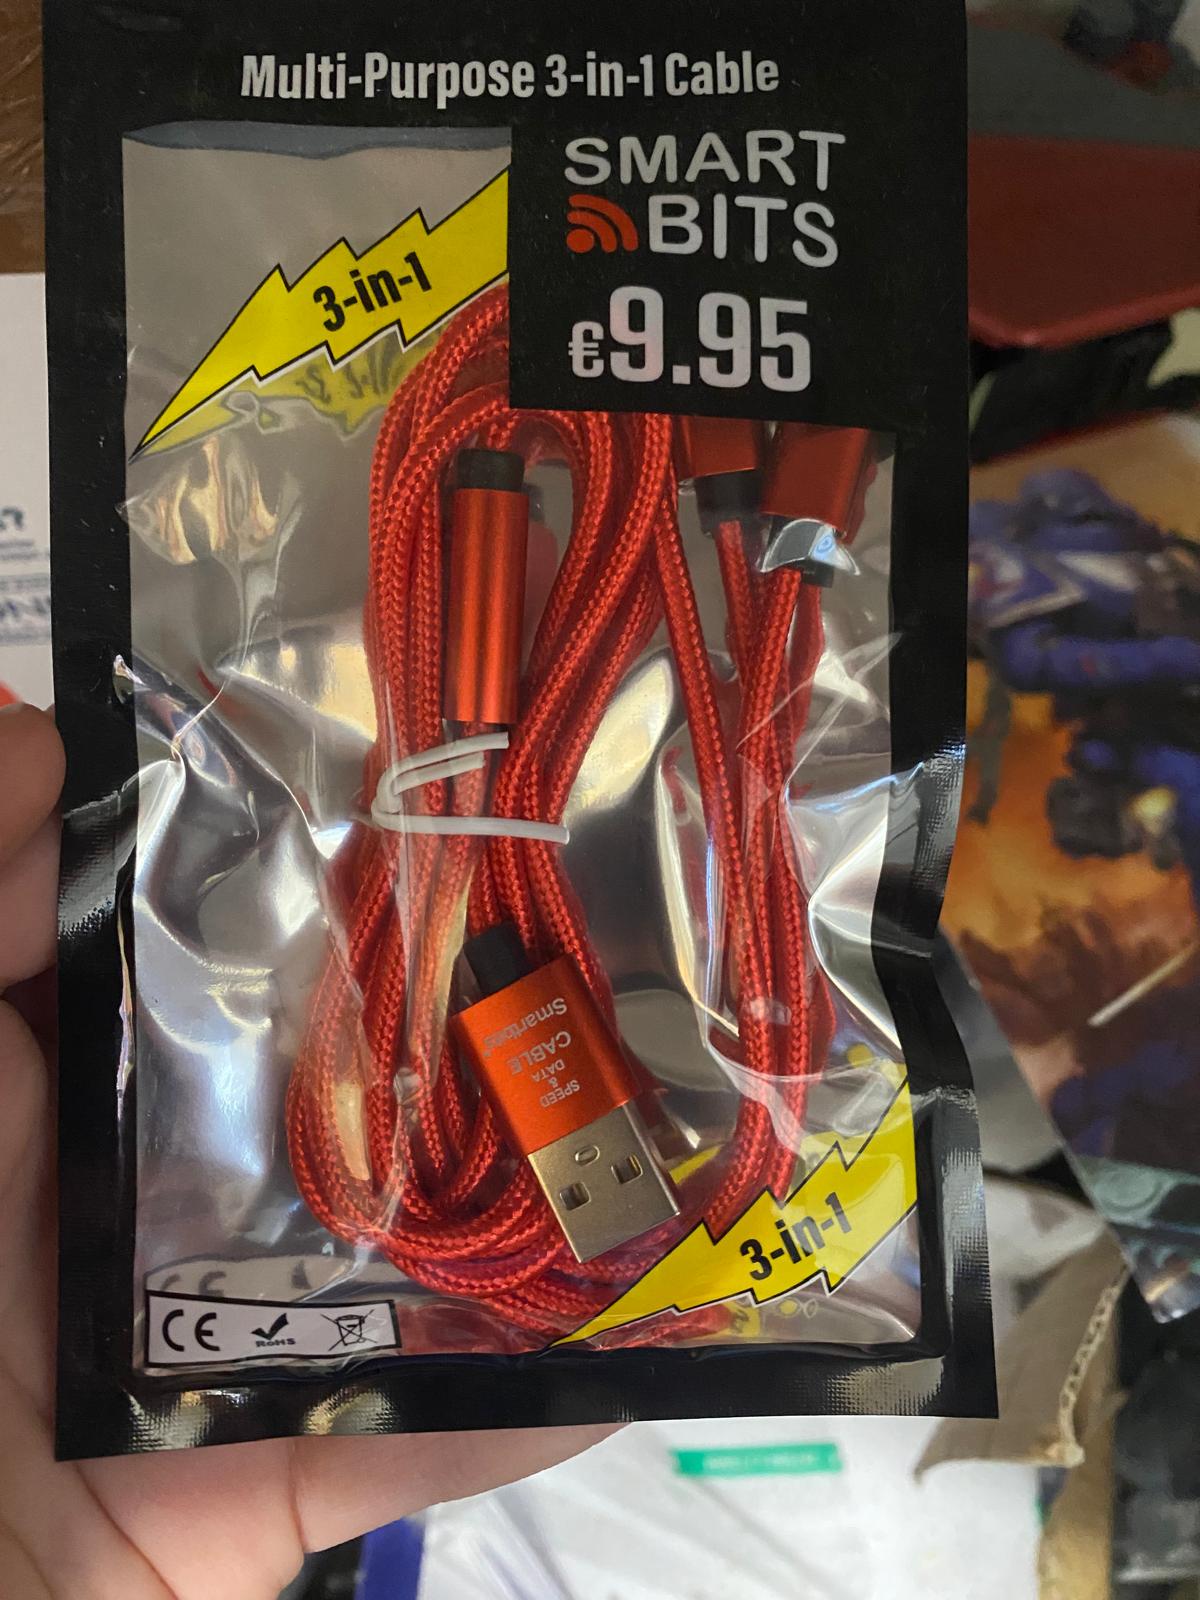 Multi-Purpose 3-in-1 Cable
SMART
BITS
€9.95
3-in-1
Smartbits
CABLE
DATA
&
SPEED
3-in-1
CE
RoHS